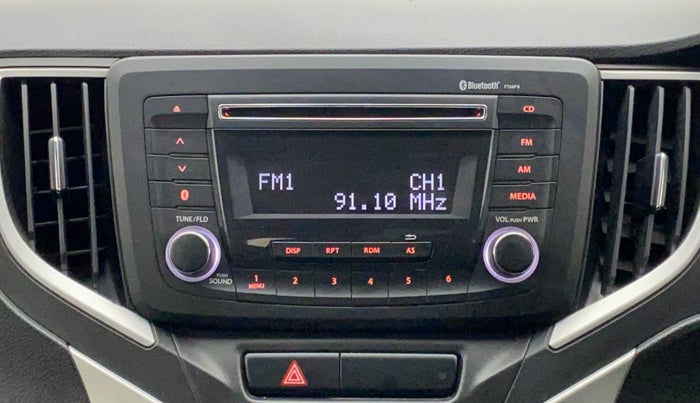 Bluetooth
CD
FM
AM
MEDIA
FM1 CH1
91.10 MHz
TUNE/FLD
VOL PUSH PWR
DISP RPT RDM AS
PUSH
SOUND
1 2 3 4 5 6
MENU